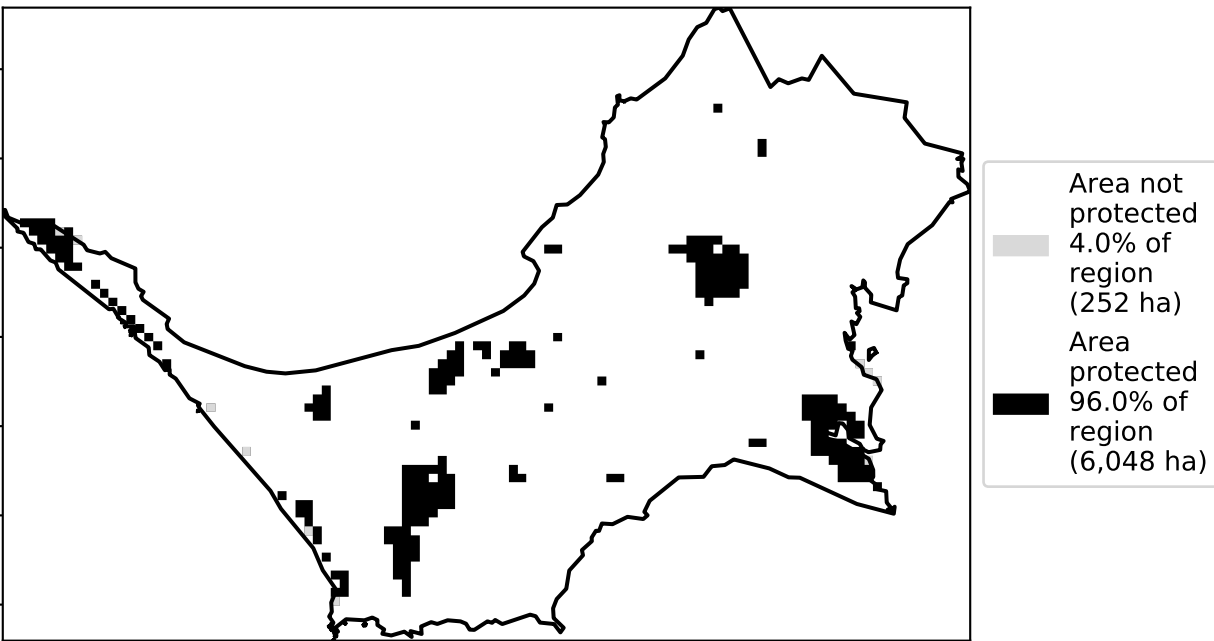 Area not
protected
4.0% of
region
(252 ha)
Area
protected
96.0% of
region
(6,048 ha)